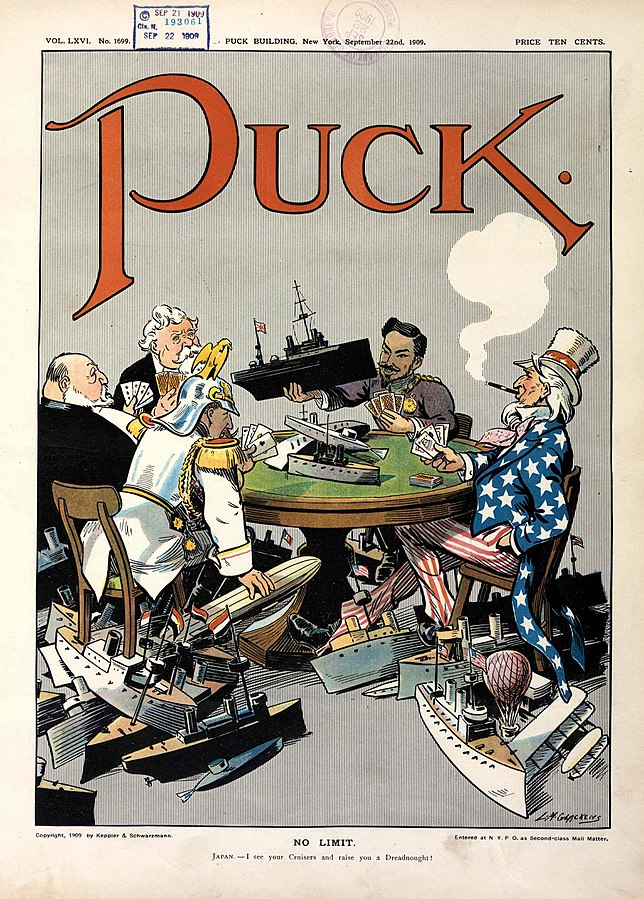 © SEP 21 1909
Cla. B, 193061
SEP 22 1909
VOL. LXVI. No. 1699.
PUCK BUILDING, New York, September 22nd, 1909.
PRICE TEN CENTS.
PUCK.
L. M. GLACKENS
Copyright, 1909 by Keppler & Schwarzmann.
Entered at N Y. P O. as Second-class Mail Matter.
NO LIMIT.
JAPAN.—I see your Cruisers and raise you a Dreadnought!